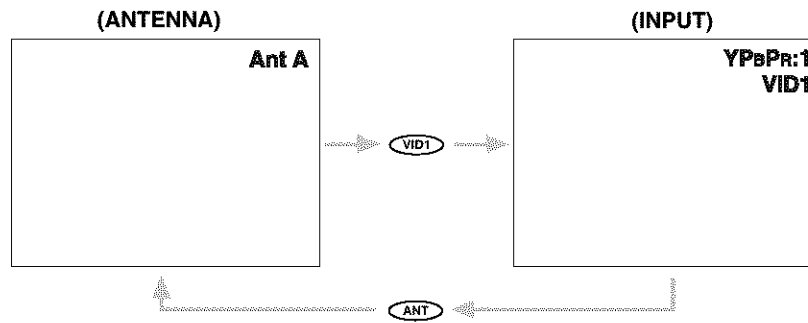 (ANTENNA)
Ant A
VID1
(INPUT)
YPBPR:1
VID1
ANT